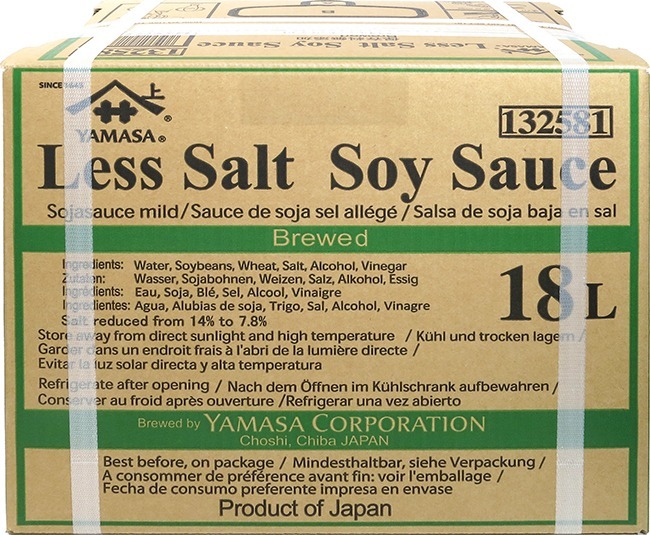 13258
Less Salt
Soy Sauce
SINCE 1645
上
YAMASA®
132581
Less Salt Soy Sauce
Sojasauce mild/Sauce de soja sel allégé / Salsa de soja baja en sal
Brewed
Ingredients: Water, Soybeans, Wheat, Salt, Alcohol, Vinegar
Zutaten: Wasser, Sojabohnen, Weizen, Salz, Alkohol, Essig
Ingrédients: Eau, Soja, Blé, Sel, Alcool, Vinaigre
Ingredientes: Agua, Alubias de soja, Trigo, Sal, Alcohol, Vinagre
18 L
Salt reduced from 14% to 7.8%
Store away from direct sunlight and high temperature / Kühl und trocken lagern /
Garder dans un endroit frais à l'abri de la lumière directe /
Evitar la luz solar directa y alta temperatura
Refrigerate after opening / Nach dem Öffnen im Kühlschrank aufbewahren /
Conserver au froid après ouverture /Refrigerar una vez abierto
Brewed by YAMASA CORPORATION
Choshi, Chiba JAPAN
Best before, on package / Mindesthaltbar, siehe Verpackung /
A consommer de préférence avant fin: voir l'emballage /
Fecha de consumo preferente impresa en envase
Product of Japan